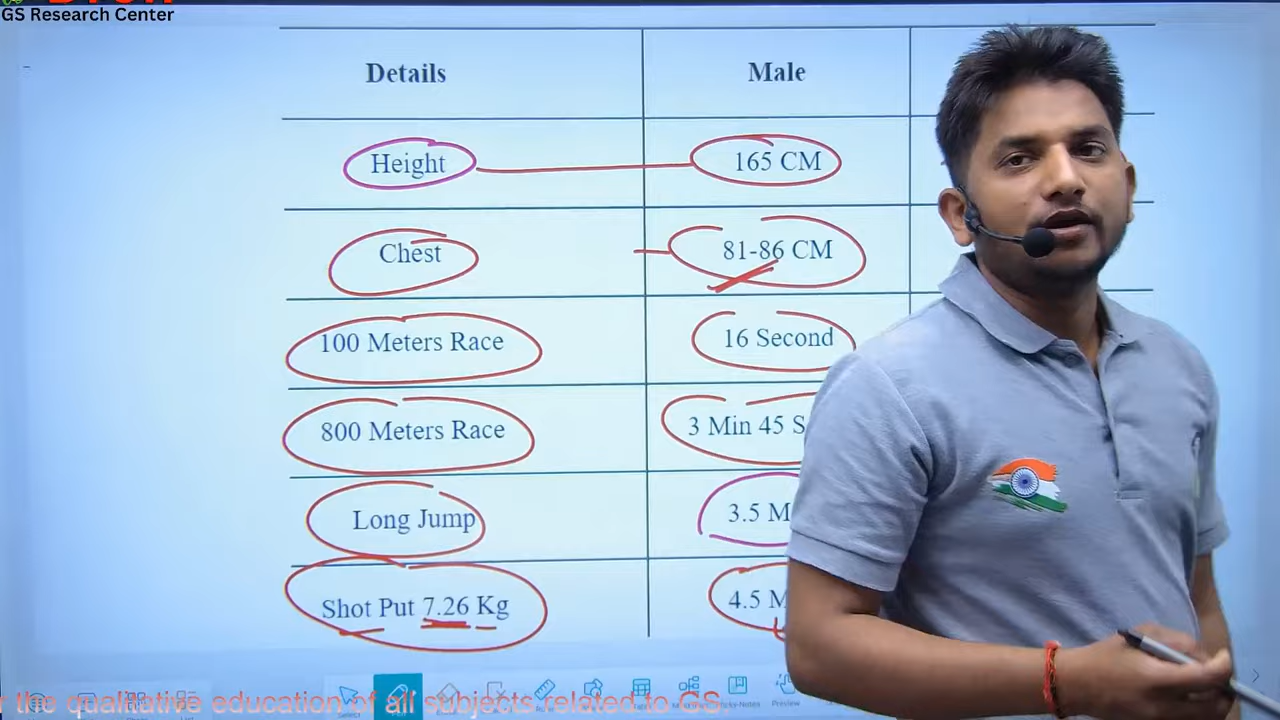 GS Research Center
Details Male
Height 165 CM
Chest 81-86 CM
100 Meters Race 16 Second
800 Meters Race 3 Min 45 S
Long Jump 3.5 M
Shot Put 7.26 Kg 4.5 M
r the qualitative education of all subjects related to GS,
Select
Preview